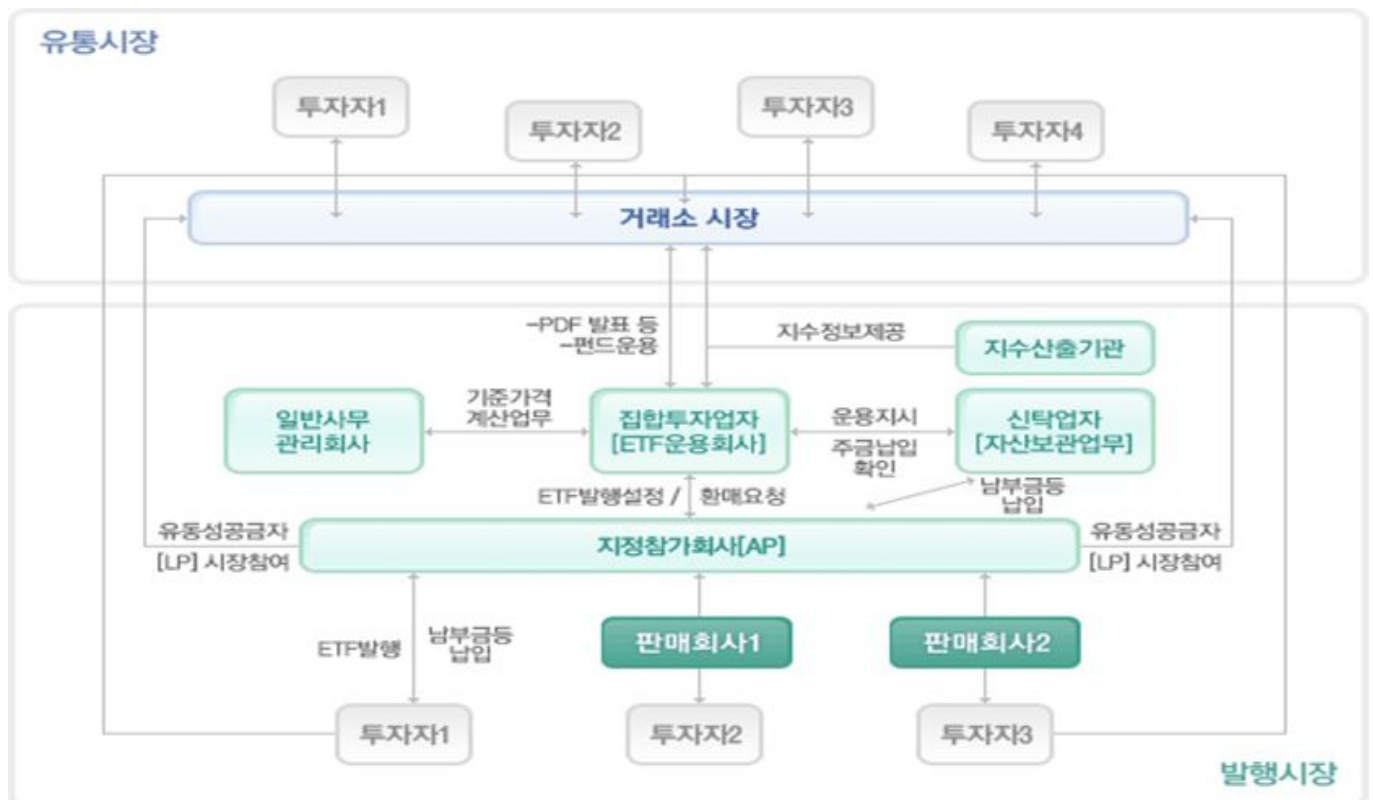 유통시장
투자자1
투자자2
투자자3
투자자4
거래소 시장
-PDF 발표 등
-펀드운용
지수정보제공
지수산출기관
일반사무
관리회사
기준가격
계산업무
집합투자업자
[ETF운용회사]
운용지시
주금납입
확인
신탁업자
[자산보관업무]
ETF발행설정 /
환매요청
남부금등
납입
유동성공급자
[LP] 시장참여
지정참가회사[AP]
유동성공급자
[LP] 시장참여
ETF발행
남부금등
납입
판매회사1
판매회사2
투자자1
투자자2
투자자3
발행시장